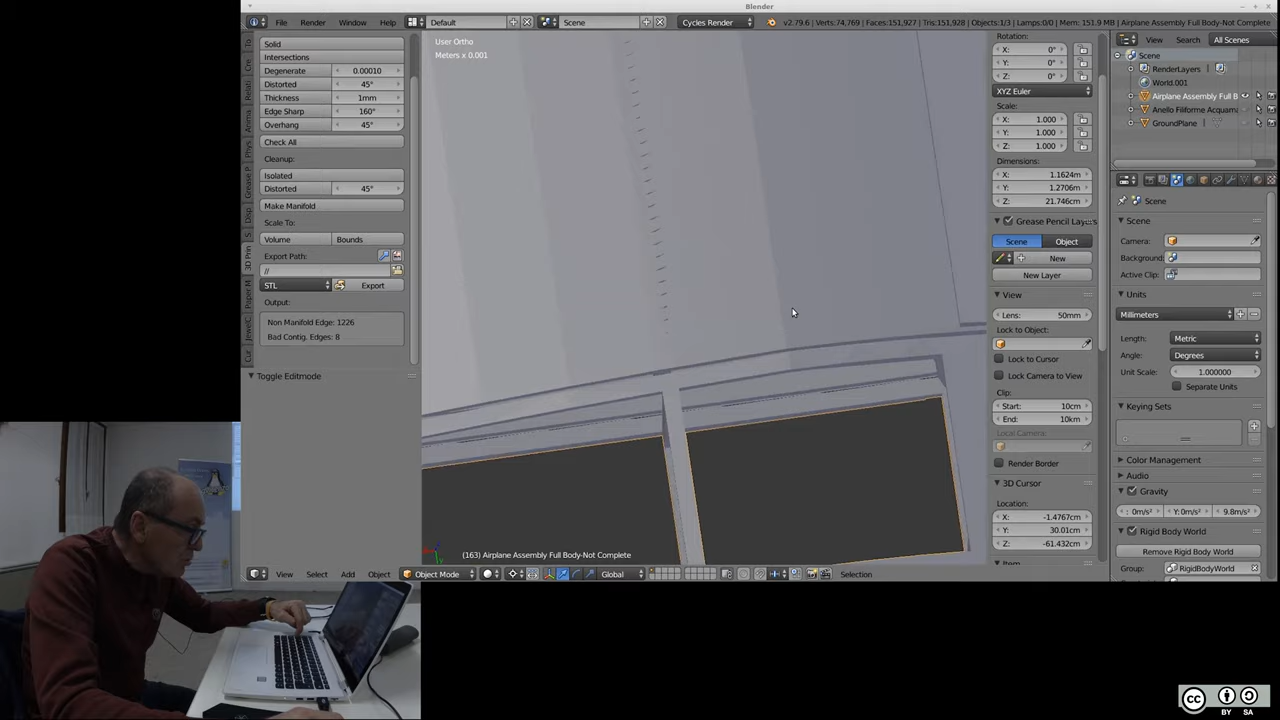 Blender
File Render Window Help Default Scene Cycles Render v2.79.6 | Verts:74,769 | Faces:151,927 | Tris:151,928 | Objects:1/3 | Lamps:0/0 | Mem: 151.9 MB | Airplane Assembly Full Body-Not Complete
Solid
Intersections
Degenerate 0.00010
Distorted 45°
Thickness 1mm
Edge Sharp 160°
Overhang 45°
Check All
Cleanup:
Isolated
Distorted 45°
Make Manifold
Scale To:
Volume Bounds
Export Path:
//
STL Export
Output:
Non Manifold Edge: 1226
Bad Contig. Edges: 8
Toggle Editmode
User Ortho
Meters x 0.001
(163) Airplane Assembly Full Body-Not Complete
View Select Add Object Object Mode Global Selection
Rotation:
X: 0°
Y: 0°
Z: 0°
XYZ Euler
Scale:
X: 1.000
Y: 1.000
Z: 1.000
Dimensions:
X: 1.1624m
Y: 1.2706m
Z: 21.746cm
Grease Pencil Layers
Scene Object
New
New Layer
View
Lens: 50mm
Lock to Object:
Lock to Cursor
Lock Camera to View
Clip:
Start: 10cm
End: 10km
Local Camera:
Render Border
3D Cursor
Location:
X: -1.4767cm
Y: 30.01cm
Z: -61.432cm
View Search All Scenes
Scene
RenderLayers
World.001
Airplane Assembly Full B
Anello Filiforme Acquama
GroundPlane
Scene
Scene
Camera:
Background:
Active Clip:
Units
Millimeters
Length: Metric
Angle: Degrees
Unit Scale: 1.000000
Separate Units
Keying Sets
Color Management
Audio
Gravity
: 0m/s² Y: 0m/s² : 9.8m/s²
Rigid Body World
Remove Rigid Body World
Group: RigidBodyWorld
CC
BY SA